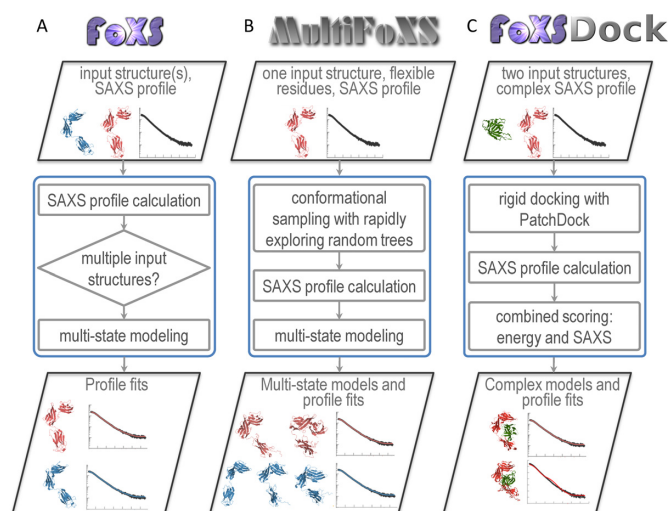 A
FoXS
B
MultiFoXS
C
FoXSDock
input structure(s),
SAXS profile
one input structure, flexible
residues, SAXS profile
two input structures,
complex SAXS profile
SAXS profile calculation
multiple input
structures?
multi-state modeling
conformational
sampling with rapidly
exploring random trees
SAXS profile calculation
multi-state modeling
rigid docking with
PatchDock
SAXS profile calculation
combined scoring:
energy and SAXS
Profile fits
Multi-state models and
profile fits
Complex models and
profile fits